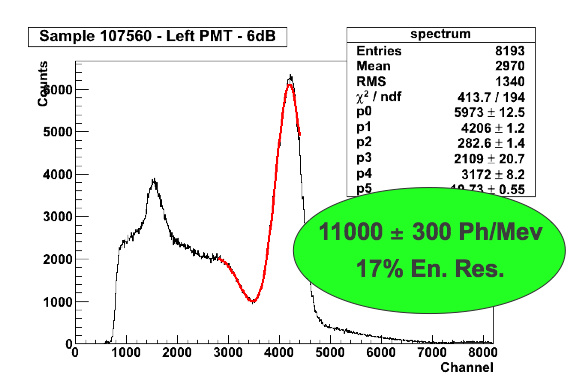 Sample 107560 - Left PMT - 6dB
spectrum
Entries 8193
Mean 2970
RMS 1340
χ² / ndf 413.7 / 194
p0 5973 ± 12.5
p1 4206 ± 1.2
p2 282.6 ± 1.4
p3 2109 ± 20.7
p4 3172 ± 8.2
p5 19.73 ± 0.55
11000 ± 300 Ph/Mev
17% En. Res.
Counts
6000
5000
4000
3000
2000
1000
0
0 1000 2000 3000 4000 5000 6000 7000 8000
Channel